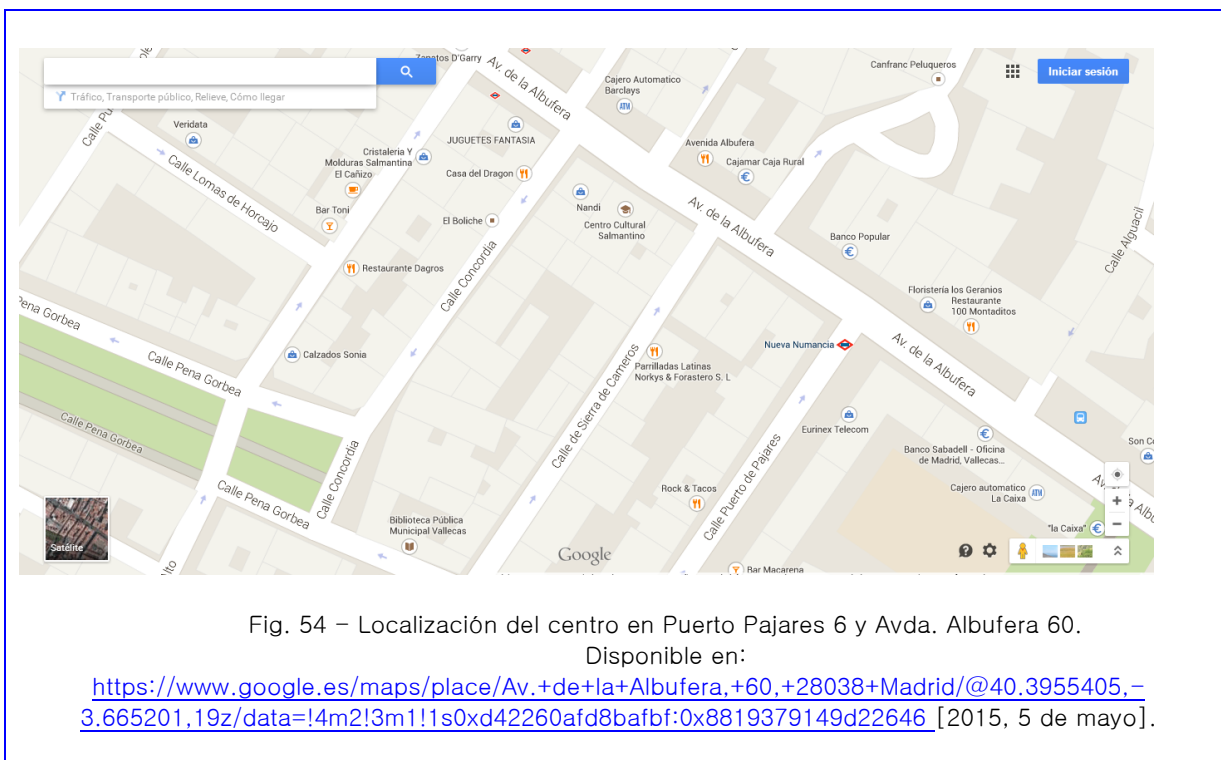 Zapatos D'Garry
Av. de la Albufera
Cajero Automatico
Barclays
ATM
Canfranc Peluqueros
Iniciar sesión
Tráfico, Transporte público, Relieve, Cómo llegar
Veridata
Cristaleria Y
Molduras Salmantina
JUGUETES FANTASIA
Avenida Albufera
Cajamar Caja Rural
Calle Lomas de Horcajo
El Cañizo
Casa del Dragon
Bar Toni
El Boliche
Nandi
Centro Cultural
Salmantino
Av. de la Albufera
Banco Popular
Calle Alguacil
Restaurante Dagros
Calle Concordia
Floristería los Geranios
Restaurante
100 Montaditos
Pena Gorbea
Calle Pena Gorbea
Calzados Sonia
Parrilladas Latinas
Norkys & Forastero S. L
Nueva Numancia
Av. de la Albufera
Calle Pena Gorbea
Calle de Sierra de Cameros
Eurinex Telecom
Banco Sabadell - Oficina
de Madrid, Vallecas...
Son
Calle Pena Gorbea
Calle Concordia
Rock & Tacos
Calle Puerto de Pajares
Cajero automatico
La Caixa
ATM
Satélite
Biblioteca Pública
Municipal Vallecas
Google
"la Caixa"
Bar Macarena
Fig. 54 – Localización del centro en Puerto Pajares 6 y Avda. Albufera 60.
Disponible en:
https://www.google.es/maps/place/Av.+de+la+Albufera,+60,+28038+Madrid/@40.3955405,-
3.665201,19z/data=!4m2!3m1!1s0xd42260afd8bafbf:0x8819379149d22646 [2015, 5 de mayo].